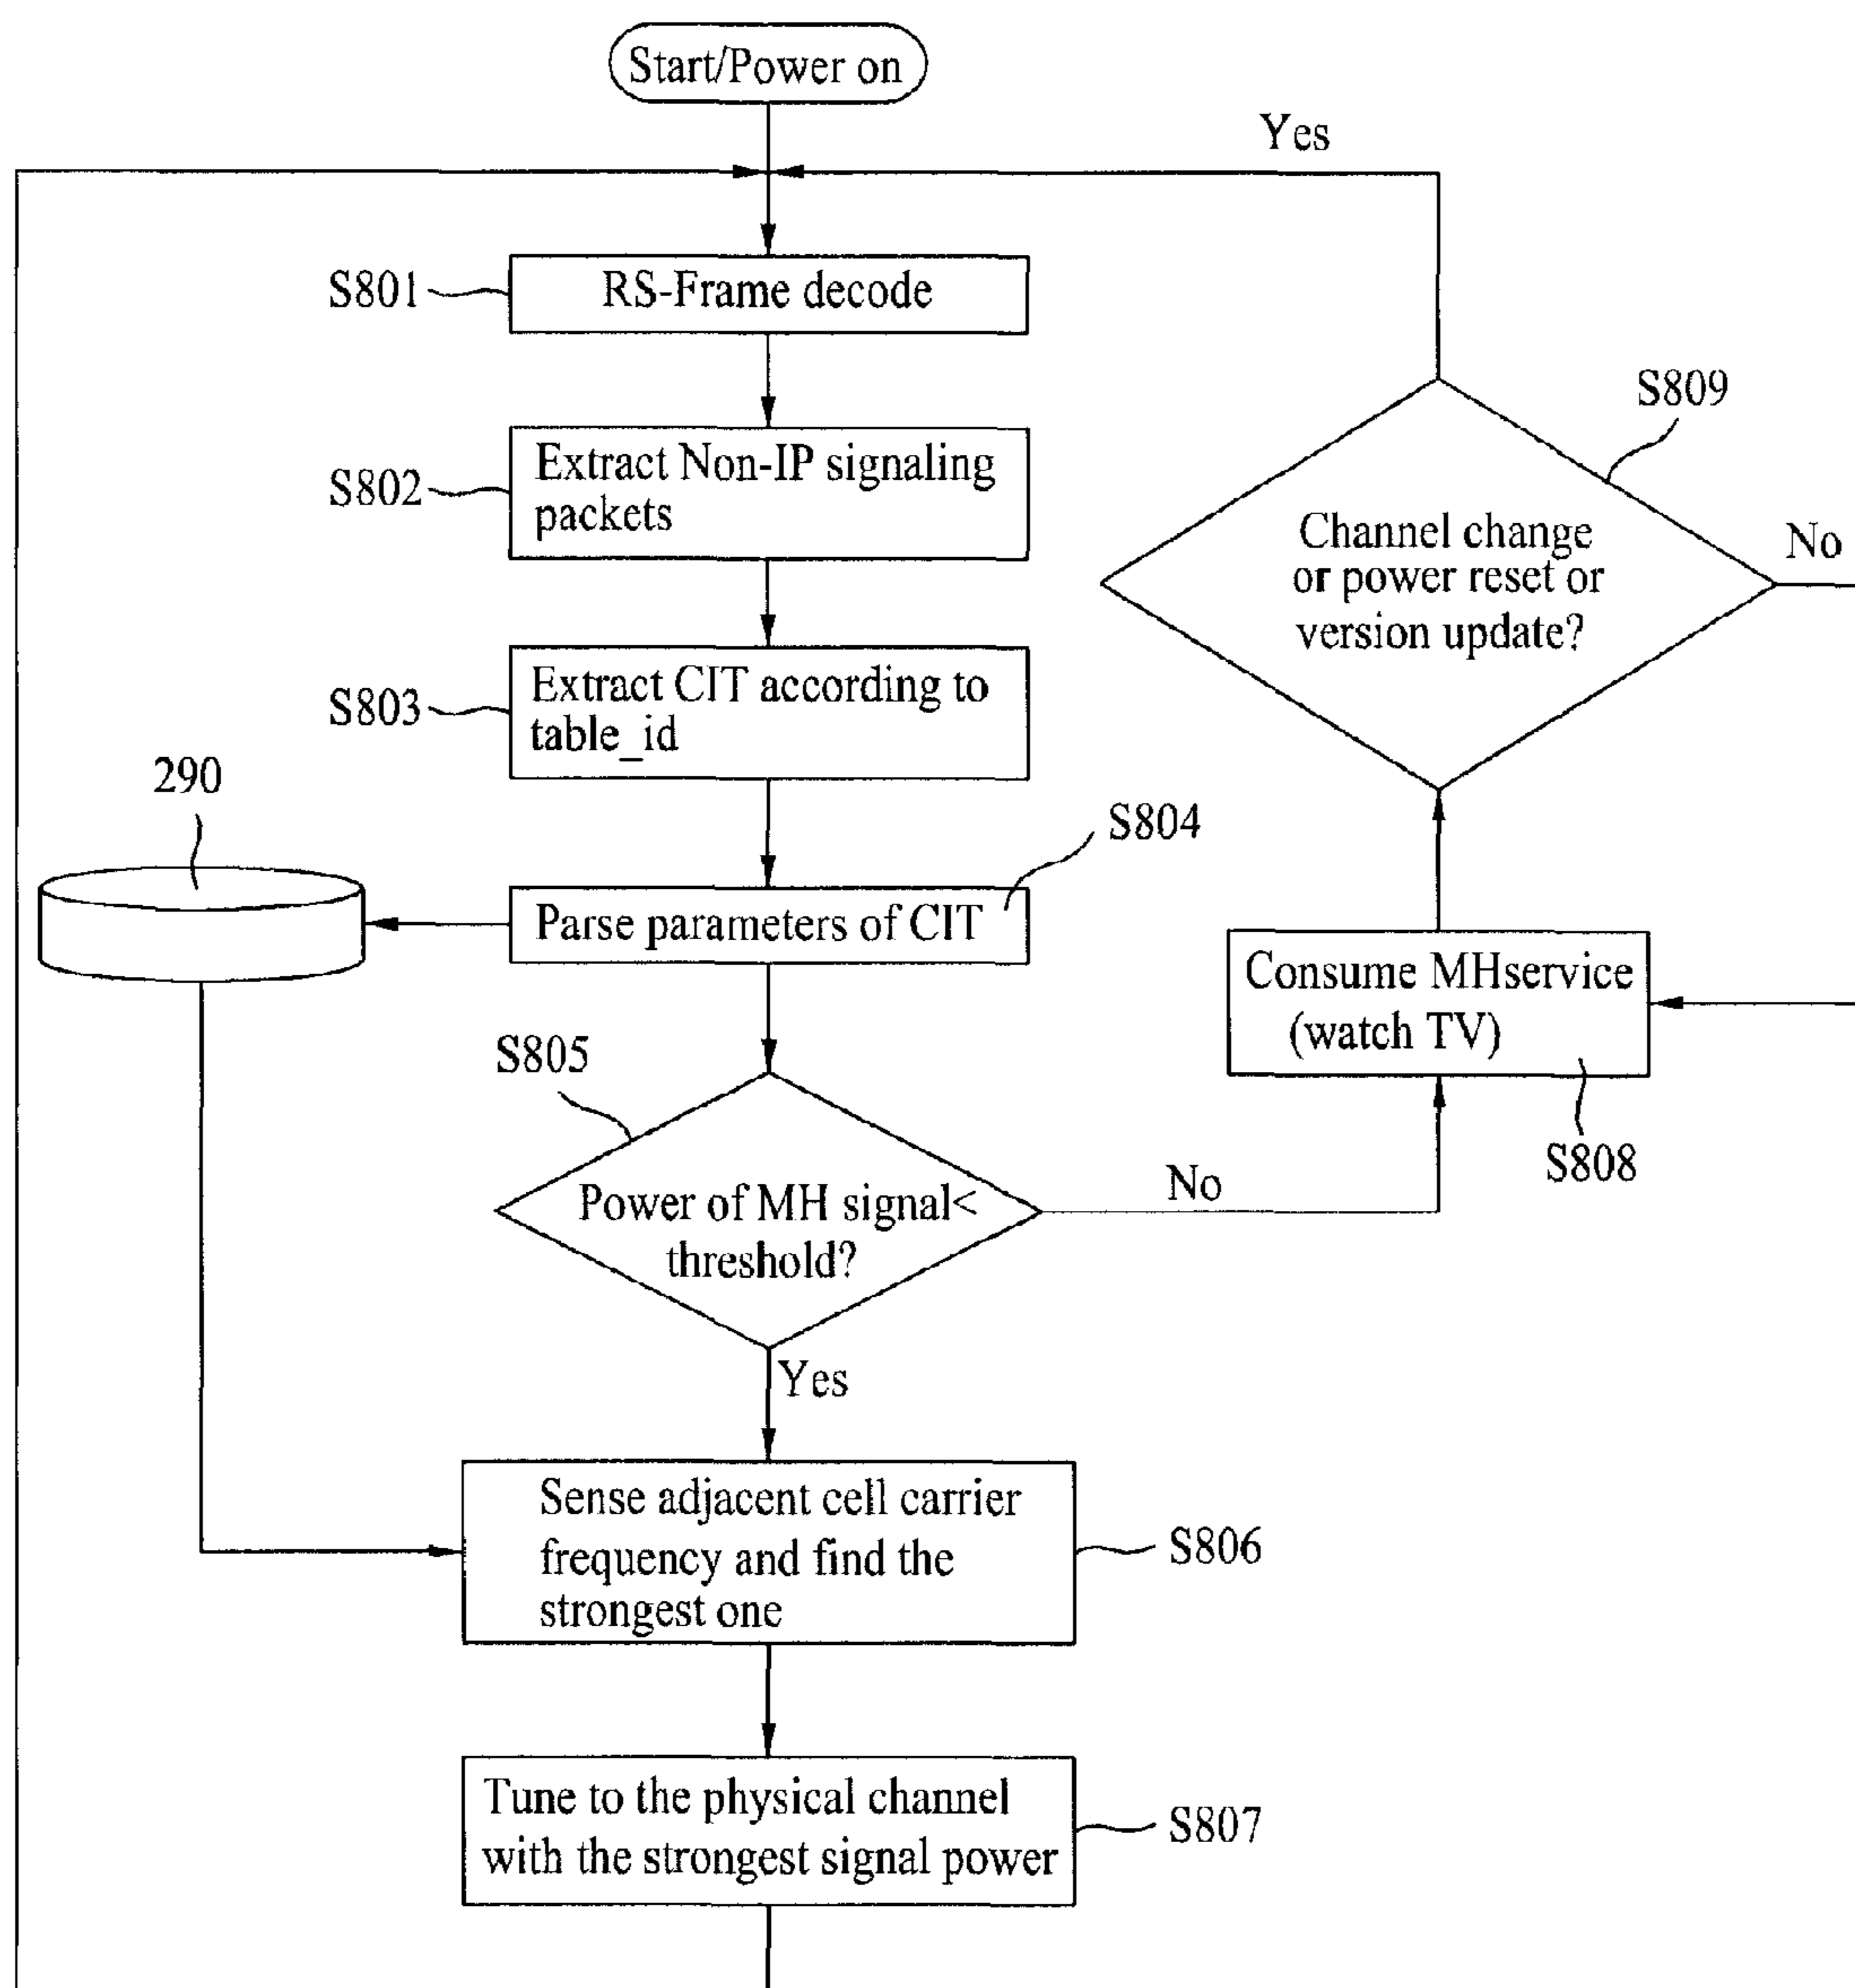 Start/Power on
Yes
S801
RS-Frame decode
S802
Extract Non-IP signaling
packets
S803
Extract CIT according to
table_id
290
S804
Parse parameters of CIT
S805
Power of MH signal<
threshold?
No
Yes
Sense adjacent cell carrier
frequency and find the
strongest one
S806
Tune to the physical channel
with the strongest signal power
S807
S809
Channel change
or power reset or
version update?
No
Consume MHservice
(watch TV)
S808